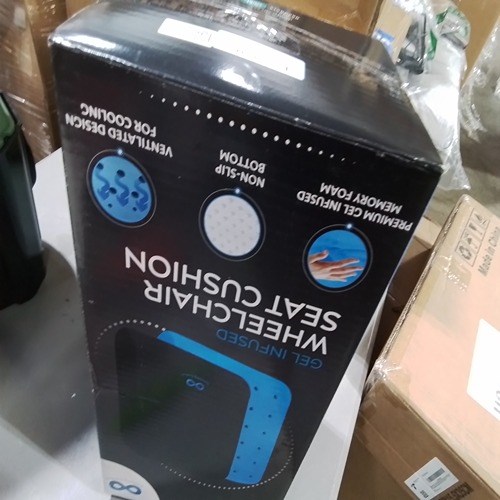 GEL INFUSED
WHEELCHAIR
SEAT CUSHION
PREMIUM GEL INFUSED
MEMORY FOAM
NON-SLIP
BOTTOM
VENTILATED DESIGN
FOR COOLING
Made in